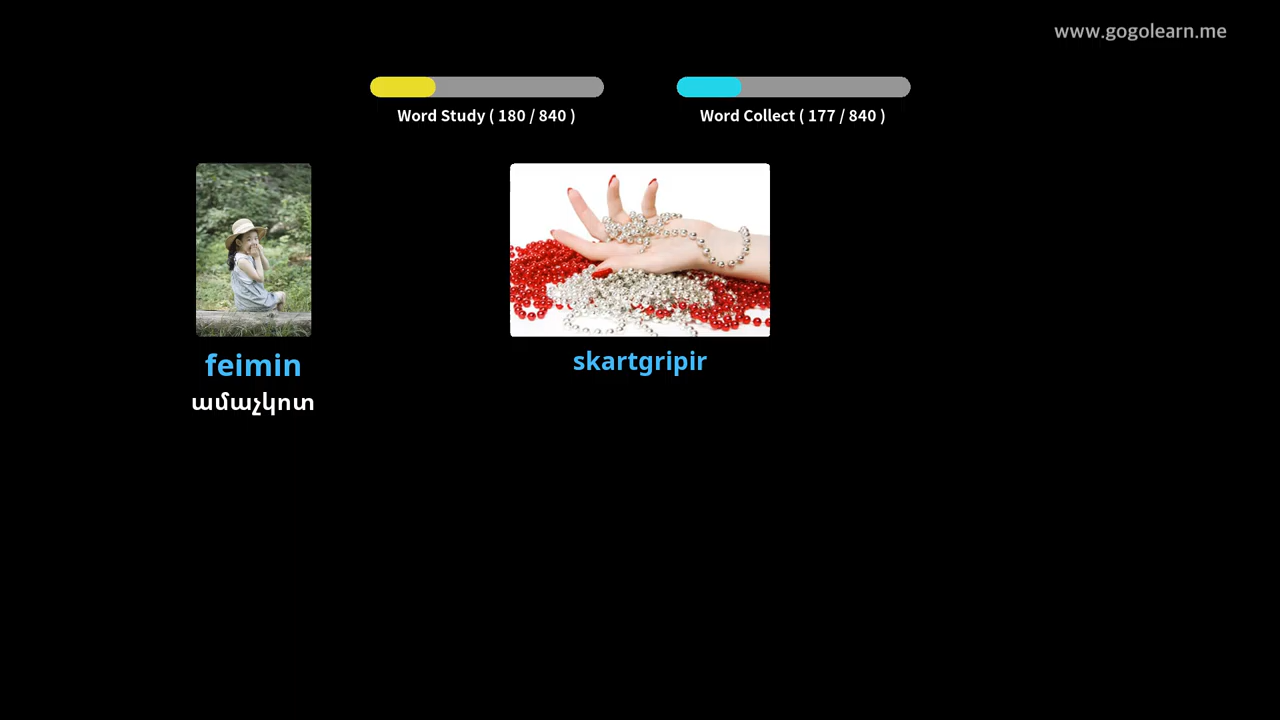 www.gogolearn.me
Word Study ( 180 / 840 )
Word Collect ( 177 / 840 )
feimin
ամաչկոտ
skartgripir